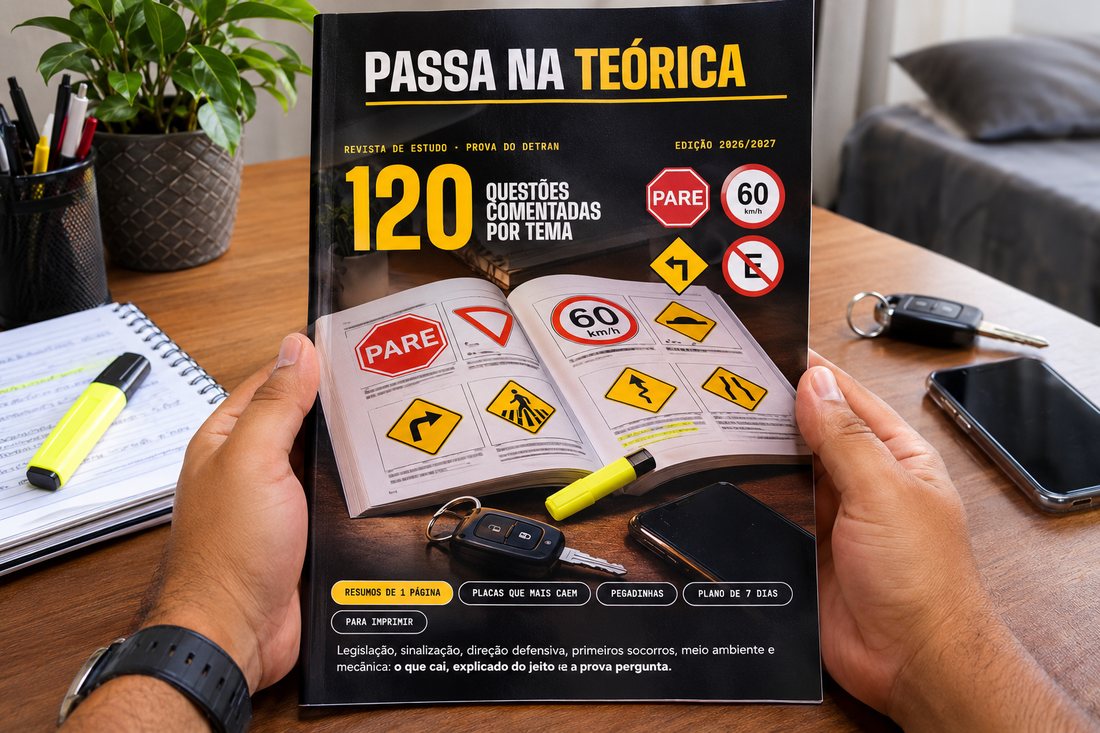 PASSA NA TEÓRICA
REVISTA DE ESTUDO · PROVA DO DETRAN
EDIÇÃO 2026/2027
120
QUESTÕES
COMENTADAS
POR TEMA
PARE
60
km/h
E
PARE
60
km/h
RESUMOS DE 1 PÁGINA
PLACAS QUE MAIS CAEM
PEGADINHAS
PLANO DE 7 DIAS
PARA IMPRIMIR
Legislação, sinalização, direção defensiva, primeiros socorros, meio ambiente e
mecânica: o que cai, explicado do jeito a prova pergunta.